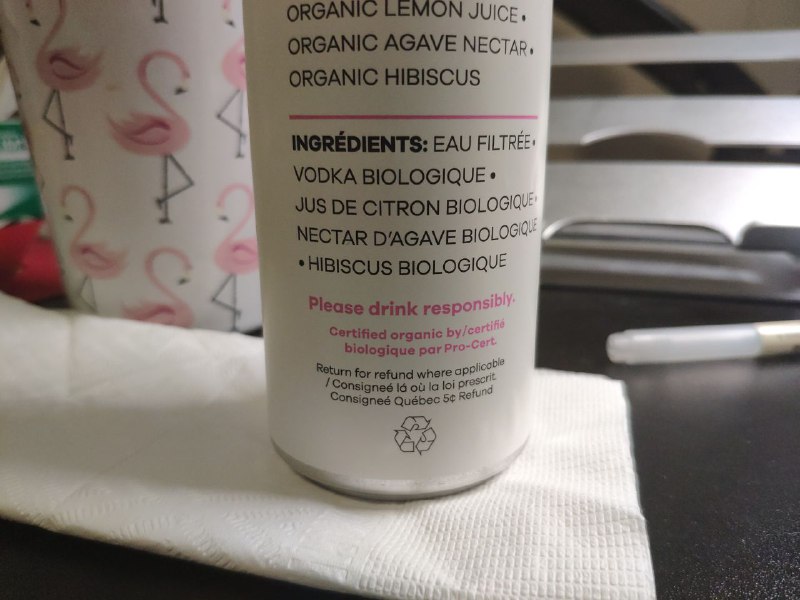 ORGANIC LEMON JUICE •
ORGANIC AGAVE NECTAR •
ORGANIC HIBISCUS
INGRÉDIENTS: EAU FILTRÉE •
VODKA BIOLOGIQUE •
JUS DE CITRON BIOLOGIQUE •
NECTAR D'AGAVE BIOLOGIQUE
• HIBISCUS BIOLOGIQUE
Please drink responsibly.
Certified organic by/certifié
biologique par Pro-Cert.
Return for refund where applicable
/ Consigneé lá où la loi prescrit.
Consigneé Québec 5¢ Refund